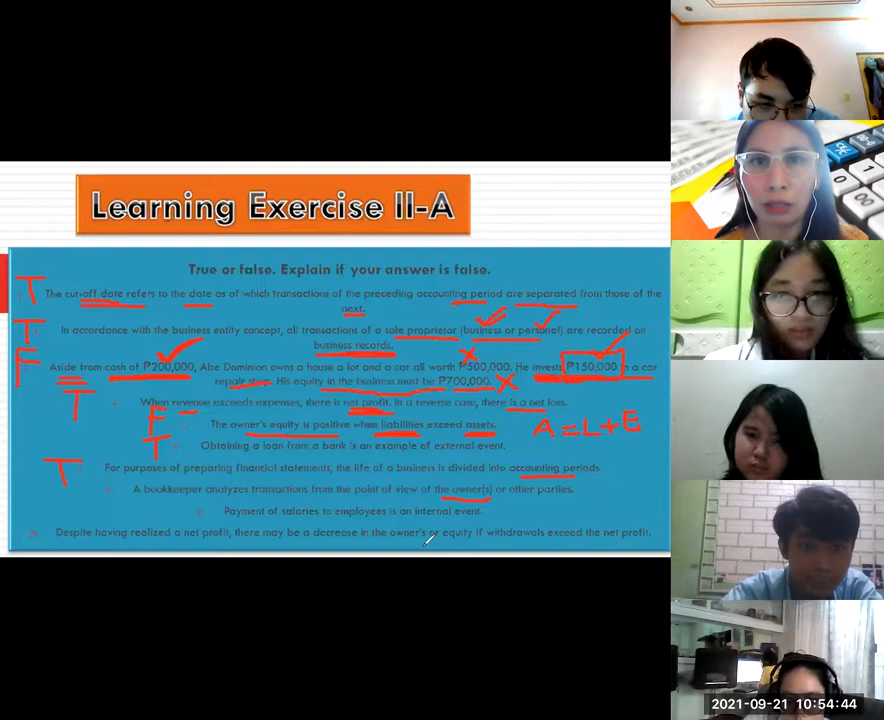 Learning Exercise II-A
True or false. Explain if your answer is false.
T The cut-off date refers to the date as of which transactions of the preceding accounting period are separated from those of the
next.
T In accordance with the business entity concept, all transactions of a sole proprietor (business or personal) are recorded on
business records.
F Aside from cash of ₱200,000, Abe Dominion owns a house a lot and a car all worth ₱500,000. He invests ₱150,000 in a car
repair shop. His equity in the business must be ₱700,000.
T When revenue exceeds expenses, there is net profit. In a reverse case, there is a net loss.
F The owner's equity is positive when liabilities exceed assets. A = L + E
T Obtaining a loan from a bank is an example of external event.
T For purposes of preparing financial statements, the life of a business is divided into accounting periods
A bookkeeper analyzes transactions from the point of view of the owner(s) or other parties.
Payment of salaries to employees is an internal event.
Despite having realized a net profit, there may be a decrease in the owner's or equity if withdrawals exceed the net profit.
2021-09-21 10:54:44